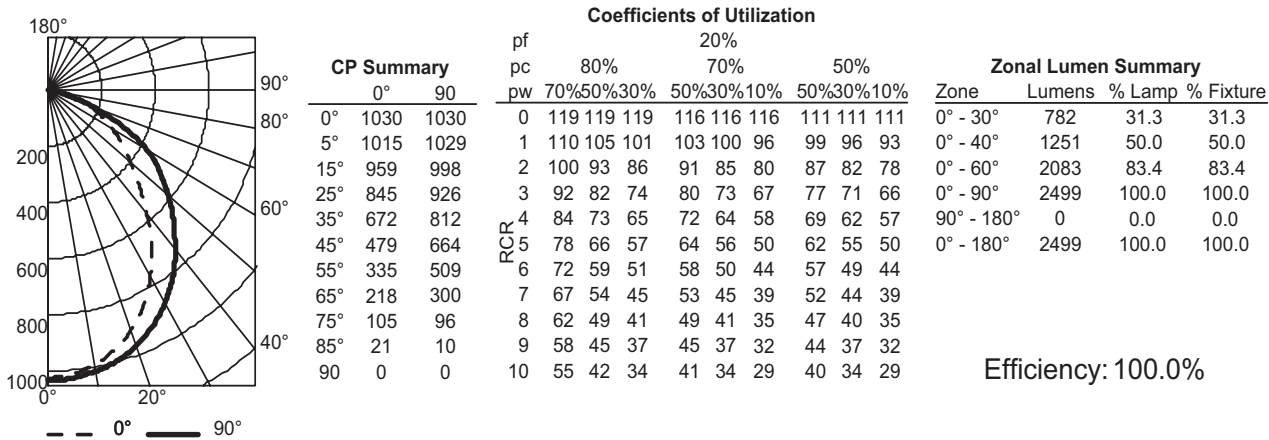 180°
90°
80°
60°
40°
200
400
600
800
1000
0° 20°
0° 90°
CP Summary
0° 90
0° 1030 1030
5° 1015 1029
15° 959 998
25° 845 926
35° 672 812
45° 479 664
55° 335 509
65° 218 300
75° 105 96
85° 21 10
90 0 0
Coefficients of Utilization
pf 20%
pc 80% 70% 50%
pw 70%50%30% 50%30%10% 50%30%10%
RCR
0 119 119 119 116 116 116 111 111 111
1 110 105 101 103 100 96 99 96 93
2 100 93 86 91 85 80 87 82 78
3 92 82 74 80 73 67 77 71 66
4 84 73 65 72 64 58 69 62 57
5 78 66 57 64 56 50 62 55 50
6 72 59 51 58 50 44 57 49 44
7 67 54 45 53 45 39 52 44 39
8 62 49 41 49 41 35 47 40 35
9 58 45 37 45 37 32 44 37 32
10 55 42 34 41 34 29 40 34 29
Zonal Lumen Summary
Zone Lumens % Lamp % Fixture
0° - 30° 782 31.3 31.3
0° - 40° 1251 50.0 50.0
0° - 60° 2083 83.4 83.4
0° - 90° 2499 100.0 100.0
90° - 180° 0 0.0 0.0
0° - 180° 2499 100.0 100.0
Efficiency: 100.0%